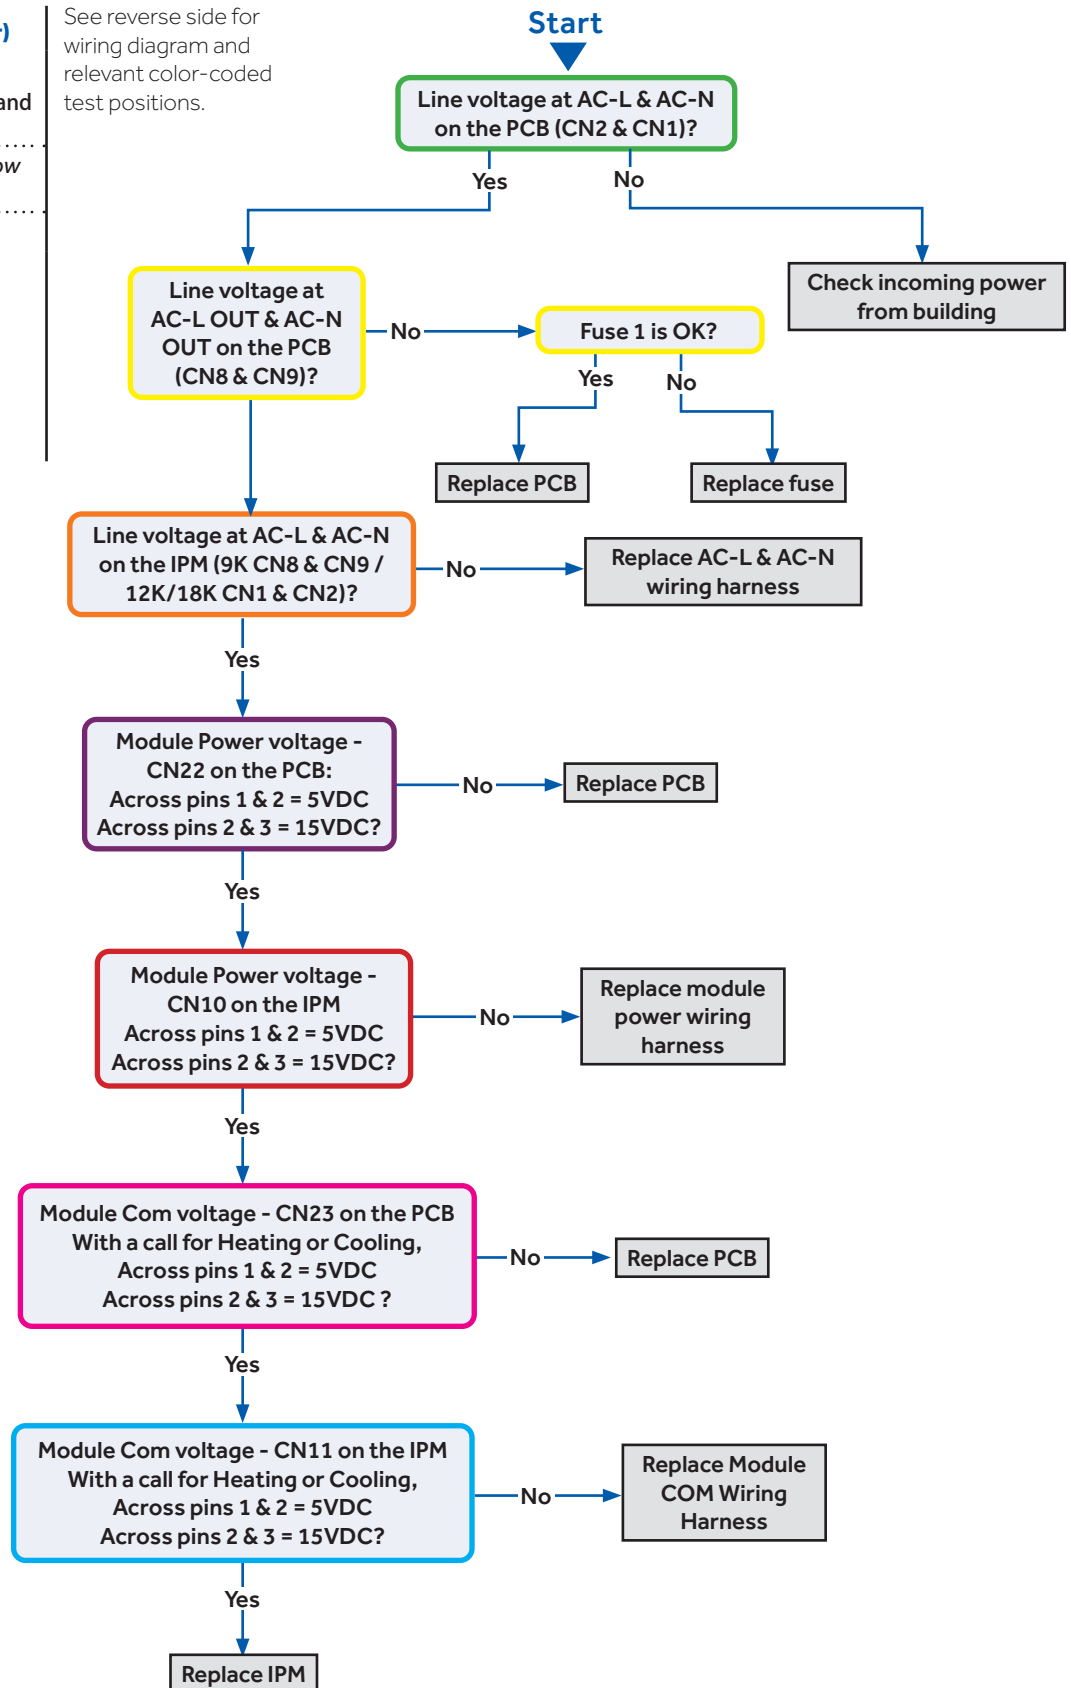 r)
and
ow
See reverse side for
wiring diagram and
relevant color-coded
test positions.
Start
Line voltage at AC-L & AC-N
on the PCB (CN2 & CN1)?
Yes
No
Check incoming power
from building
Line voltage at
AC-L OUT & AC-N
OUT on the PCB
(CN8 & CN9)?
No
Fuse 1 is OK?
Yes
No
Replace PCB
Replace fuse
Line voltage at AC-L & AC-N
on the IPM (9K CN8 & CN9 /
12K/18K CN1 & CN2)?
No
Replace AC-L & AC-N
wiring harness
Yes
Module Power voltage -
CN22 on the PCB:
Across pins 1 & 2 = 5VDC
Across pins 2 & 3 = 15VDC?
No
Replace PCB
Yes
Module Power voltage -
CN10 on the IPM
Across pins 1 & 2 = 5VDC
Across pins 2 & 3 = 15VDC?
No
Replace module
power wiring
harness
Yes
Module Com voltage - CN23 on the PCB
With a call for Heating or Cooling,
Across pins 1 & 2 = 5VDC
Across pins 2 & 3 = 15VDC ?
No
Replace PCB
Yes
Module Com voltage - CN11 on the IPM
With a call for Heating or Cooling,
Across pins 1 & 2 = 5VDC
Across pins 2 & 3 = 15VDC?
No
Replace Module
COM Wiring
Harness
Yes
Replace IPM